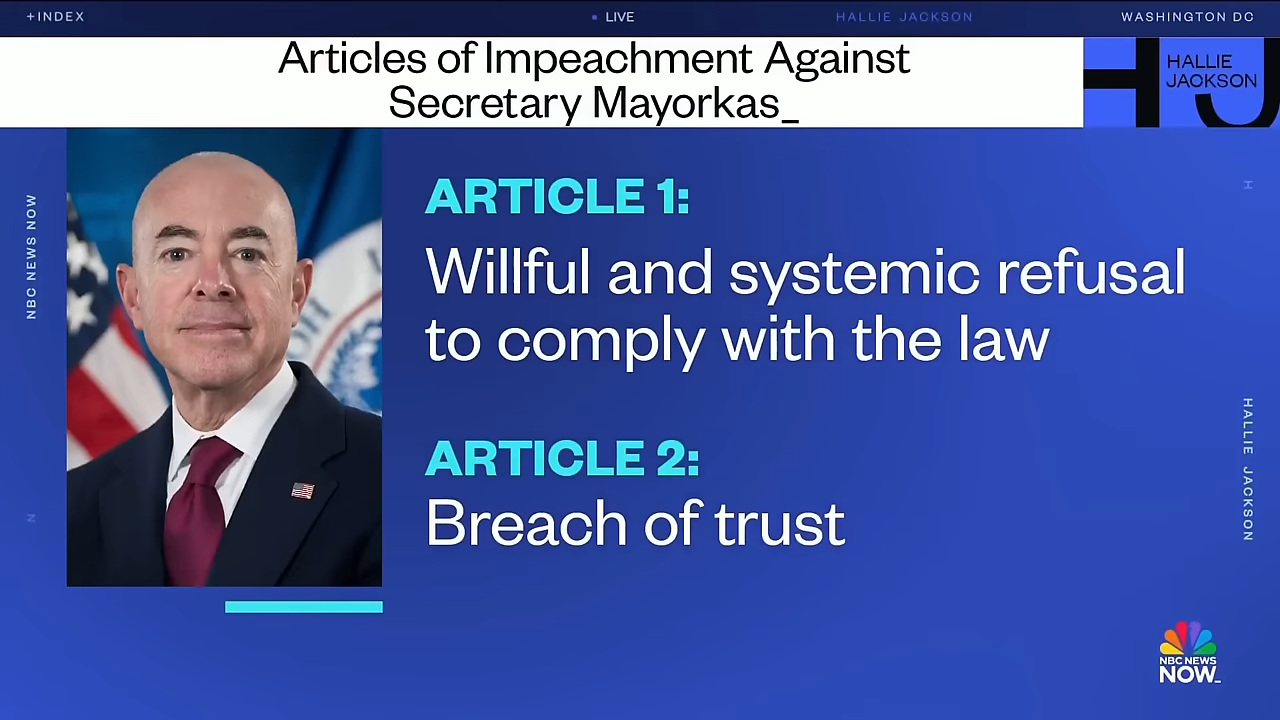 +INDEX
LIVE
HALLIE JACKSON
WASHINGTON DC
Articles of Impeachment Against
Secretary Mayorkas_
HALLIE
JACKSON
NBC NEWS NOW
N
ARTICLE 1:
Willful and systemic refusal
to comply with the law
ARTICLE 2:
Breach of trust
H
HALLIE JACKSON
NBC NEWS
NOW_